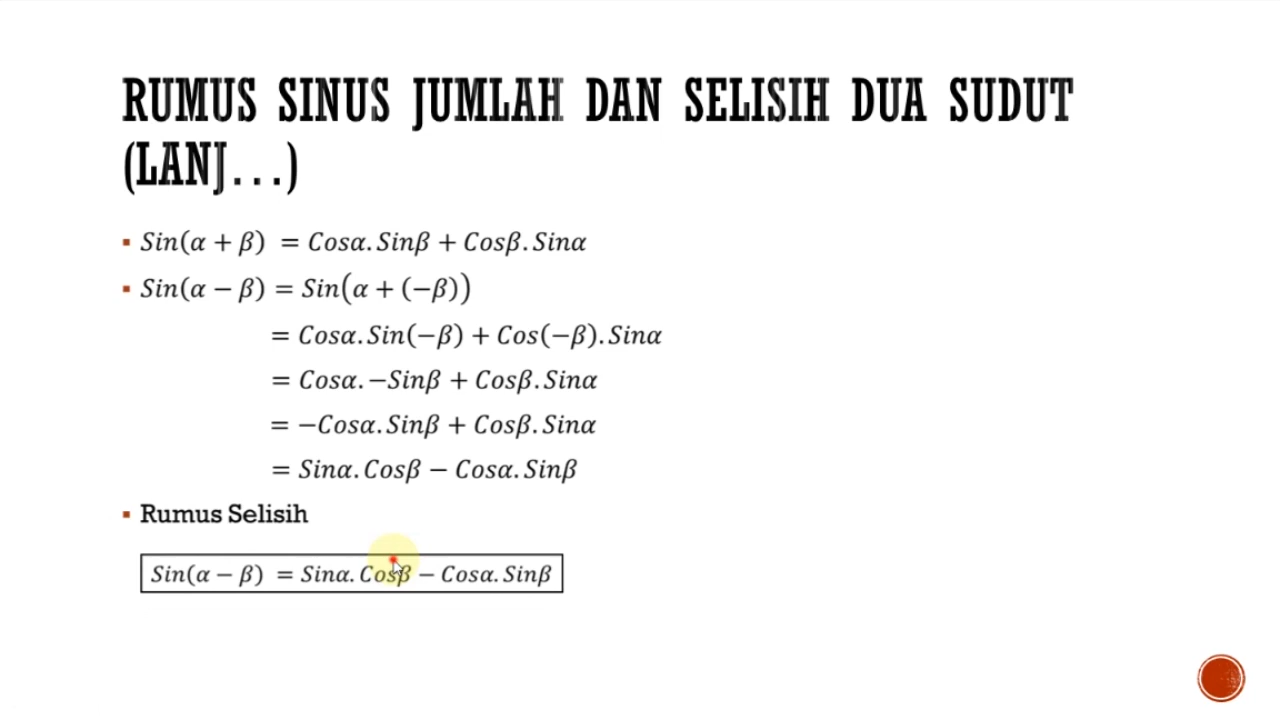 RUMUS SINUS JUMLAH DAN SELISIH DUA SUDUT
(LANJ...)
▪ Sin(α + β) = Cosα.Sinβ + Cosβ.Sinα
▪ Sin(α − β) = Sin(α + (−β))
= Cosα.Sin(−β) + Cos(−β).Sinα
= Cosα.−Sinβ + Cosβ.Sinα
= −Cosα.Sinβ + Cosβ.Sinα
= Sinα.Cosβ − Cosα.Sinβ
▪ Rumus Selisih
Sin(α − β) = Sinα.Cosβ − Cosα.Sinβ